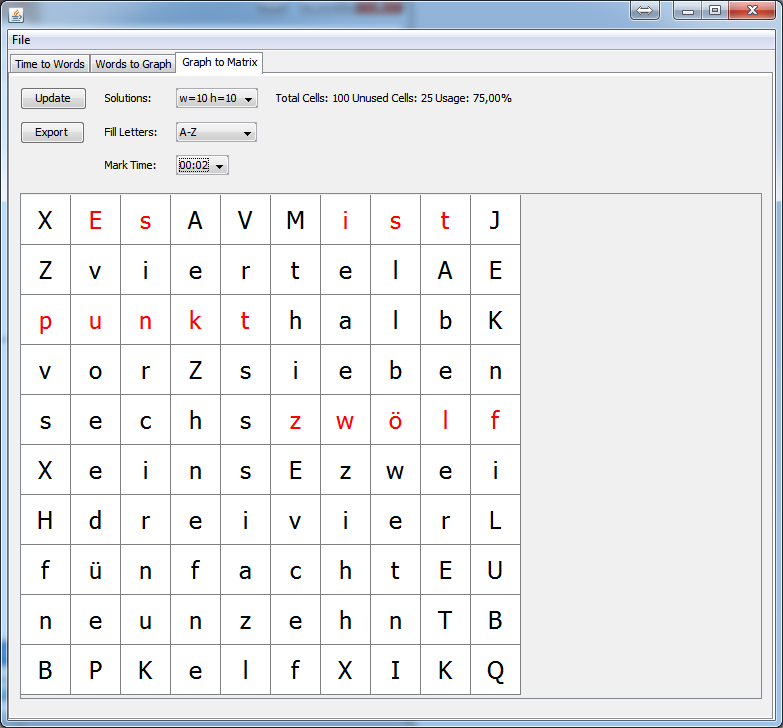 File
Time to Words Words to Graph Graph to Matrix
Update Solutions: w=10 h=10 Total Cells: 100 Unused Cells: 25 Usage: 75,00%
Export Fill Letters: A-Z
Mark Time: 00:02
X E s A V M i s t J
Z v i e r t e l A E
p u n k t h a l b K
v o r Z s i e b e n
s e c h s z w ö l f
X e i n s E z w e i
H d r e i v i e r L
f ü n f a c h t E U
n e u n z e h n T B
B P K e l f X I K Q